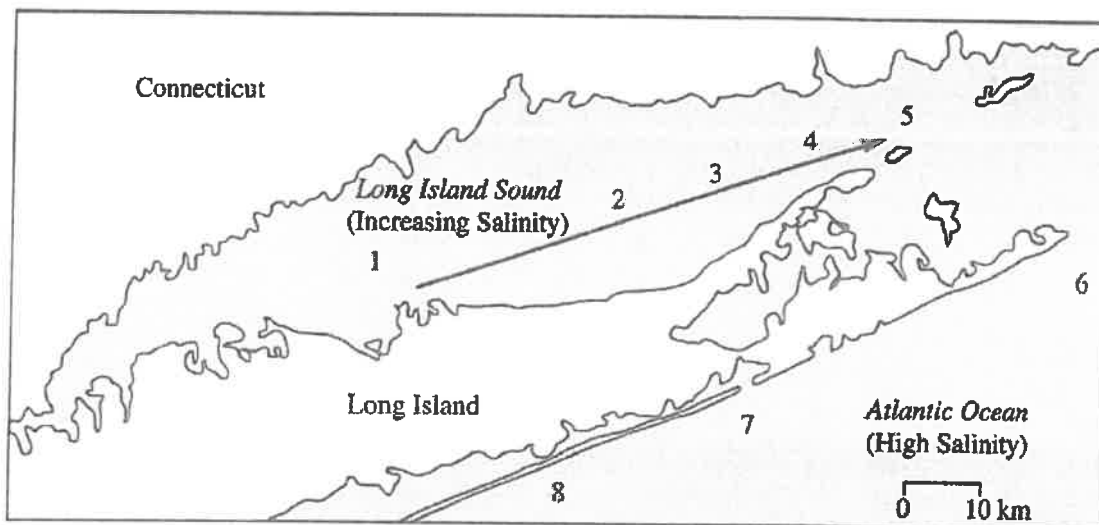 Connecticut
5
4
3
Long Island Sound
2
(Increasing Salinity)
1
6
Long Island
7
Atlantic Ocean
(High Salinity)
8
0 10 km